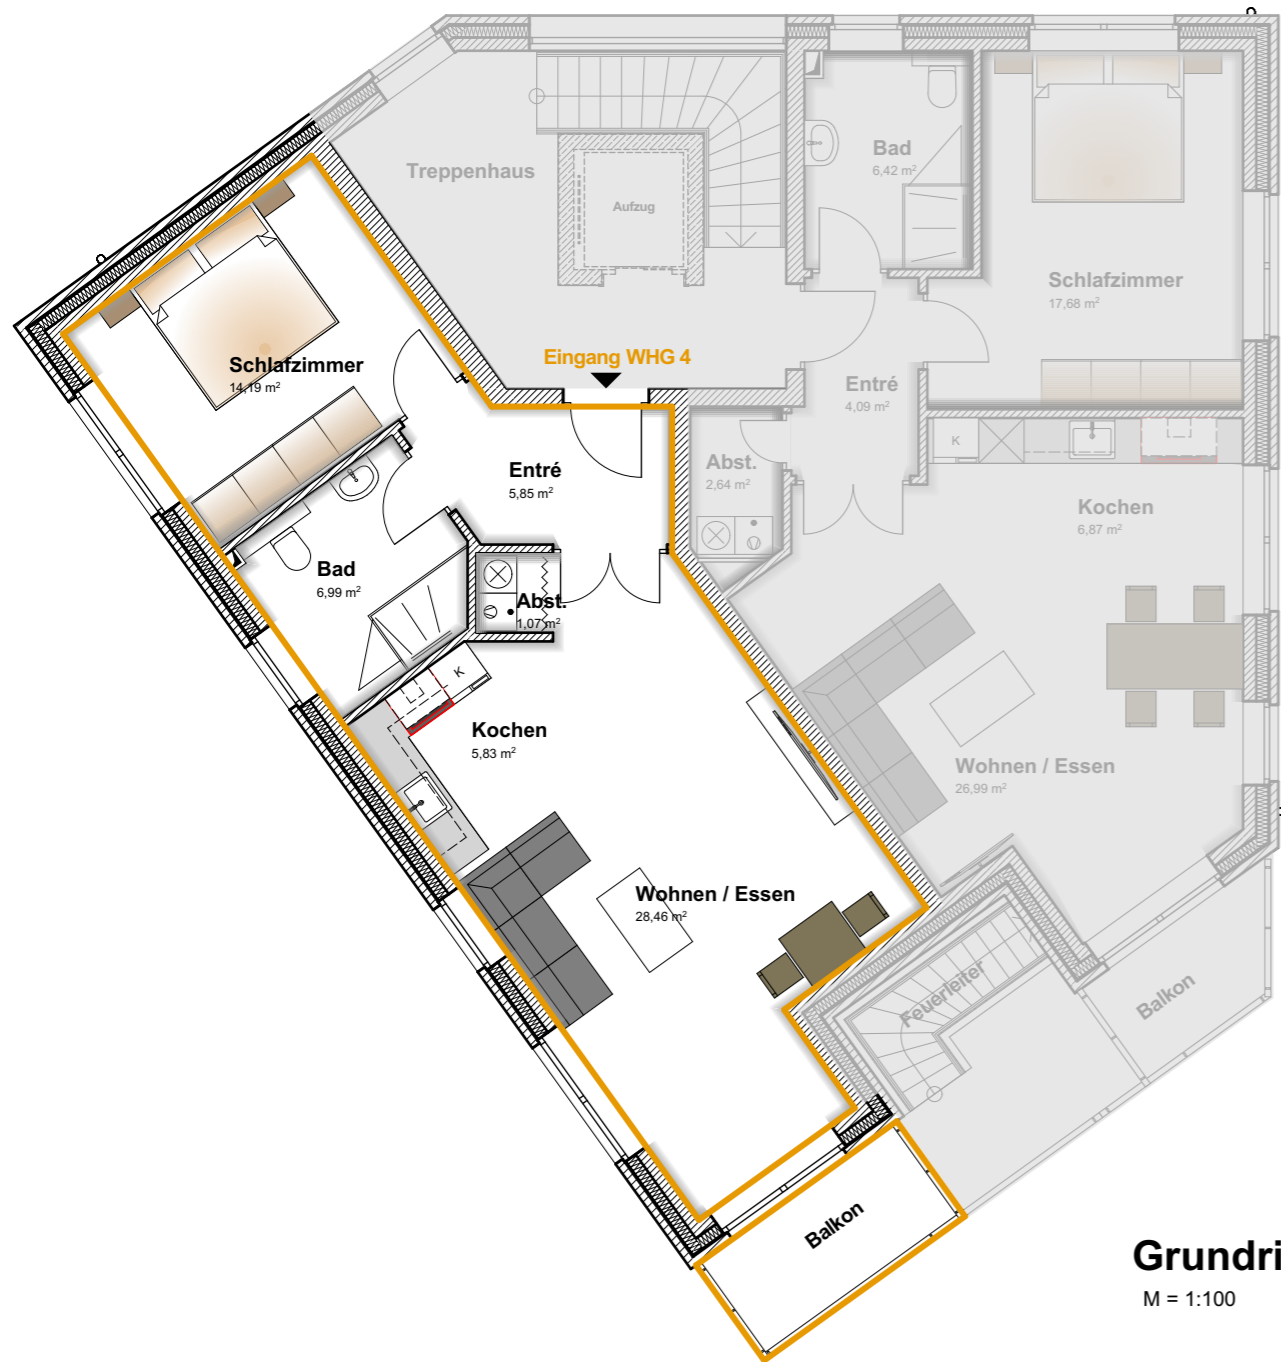 Treppenhaus
Aufzug
Bad
6,42 m²
Schlafzimmer
17,68 m²
Eingang WHG 4
Schlafzimmer
14,19 m²
Entré
4,09 m²
Abst.
2,64 m²
K
Entré
5,85 m²
Kochen
6,87 m²
Bad
6,99 m²
Abst.
1,07 m²
K
Kochen
5,83 m²
Wohnen / Essen
26,99 m²
Wohnen / Essen
28,46 m²
Feuerleiter
Balkon
Balkon
Grundri
M = 1:100